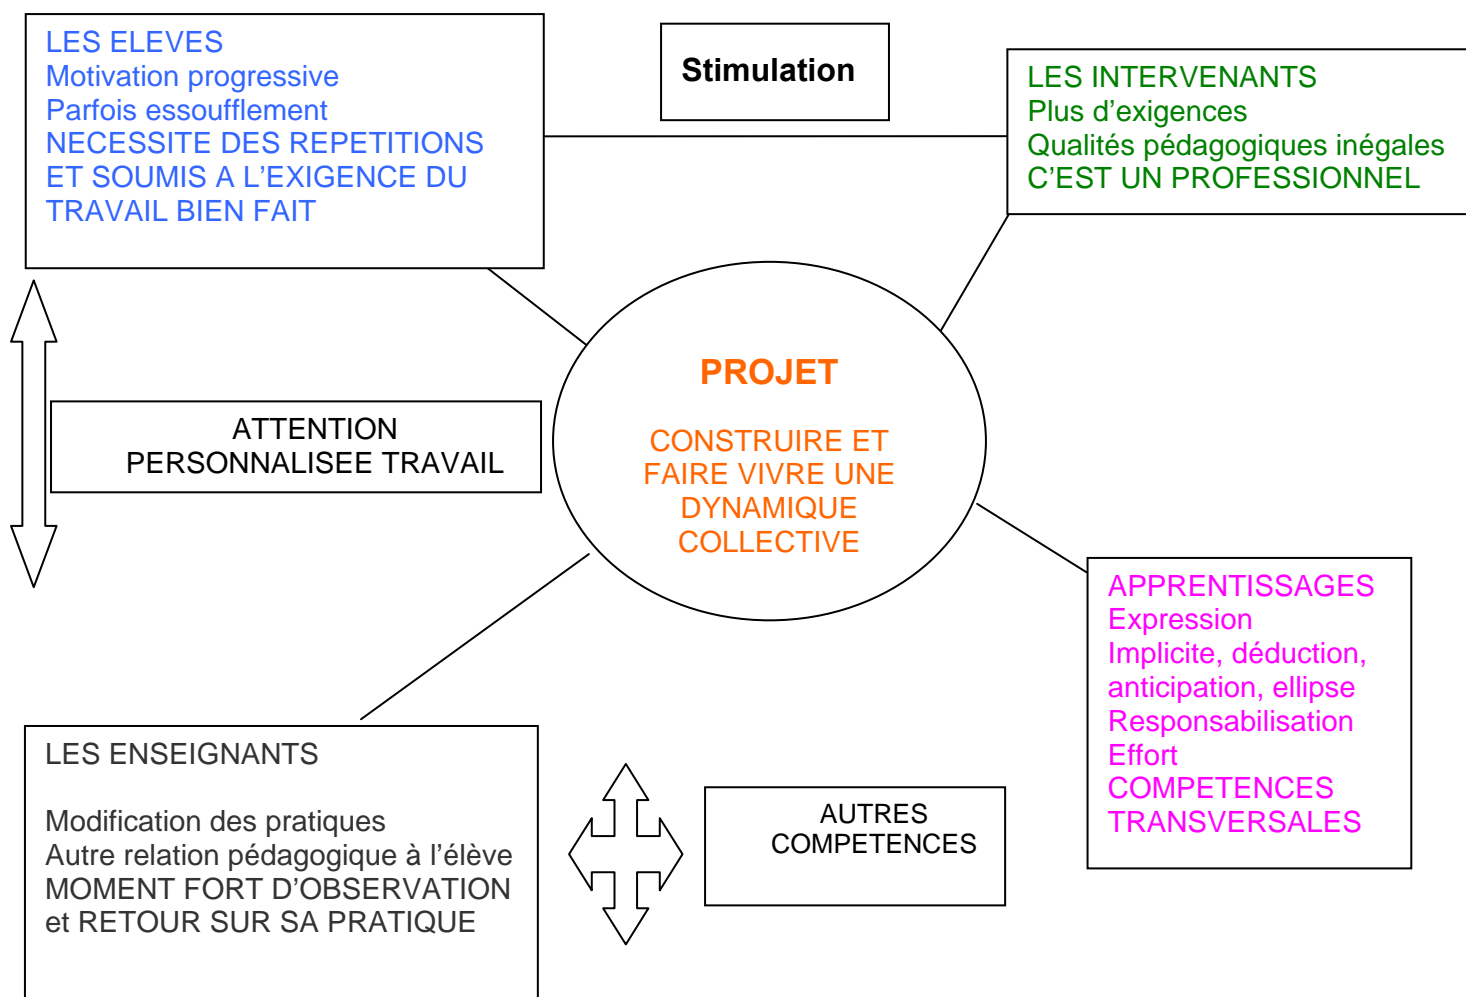 LES ELEVES
Motivation progressive
Parfois essoufflement
NECESSITE DES REPETITIONS
ET SOUMIS A L’EXIGENCE DU
TRAVAIL BIEN FAIT
Stimulation
LES INTERVENANTS
Plus d’exigences
Qualités pédagogiques inégales
C’EST UN PROFESSIONNEL
PROJET
CONSTRUIRE ET
FAIRE VIVRE UNE
DYNAMIQUE
COLLECTIVE
ATTENTION
PERSONNALISEE TRAVAIL
APPRENTISSAGES
Expression
Implicite, déduction,
anticipation, ellipse
Responsabilisation
Effort
COMPETENCES
TRANSVERSALES
LES ENSEIGNANTS
Modification des pratiques
Autre relation pédagogique à l’élève
MOMENT FORT D’OBSERVATION
et RETOUR SUR SA PRATIQUE
AUTRES
COMPETENCES